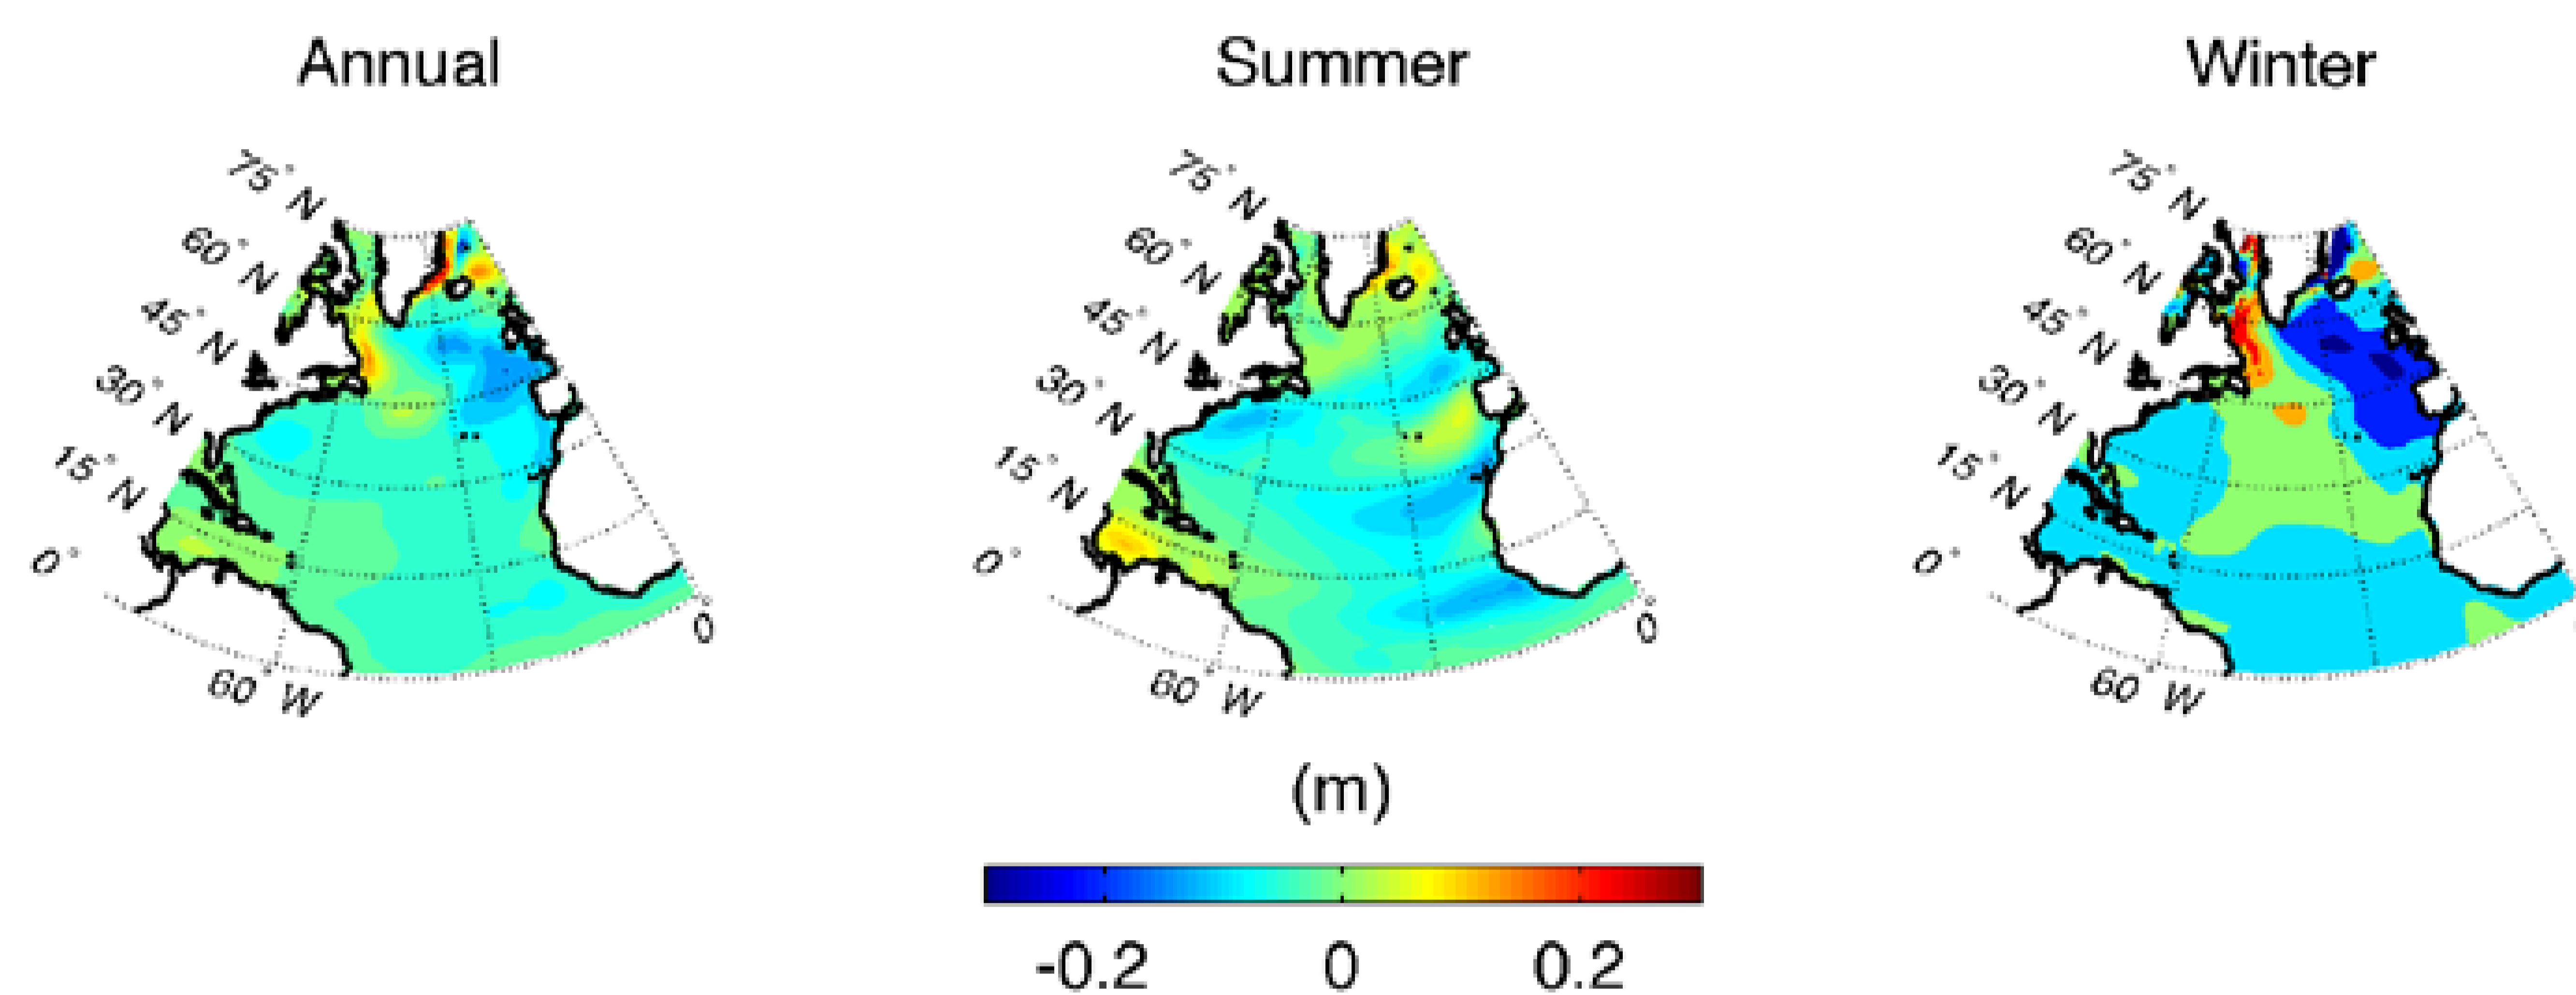 Annual Summer Winter
75° N 75° N 75° N
60° N 60° N 60° N
45° N 45° N 45° N
30° N 30° N 30° N
15° N 15° N 15° N
0° 0° 0°
0 0
60° W 60° W 60° W
(m)
-0.2 0 0.2